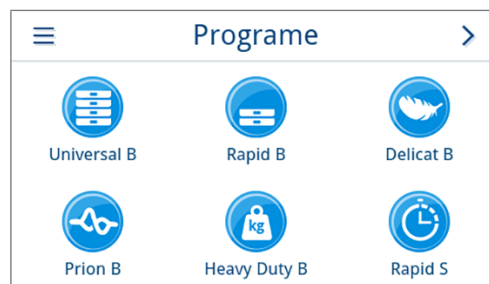 Programe
Universal B
Rapid B
Delicat B
kg
Prion B
Heavy Duty B
Rapid S